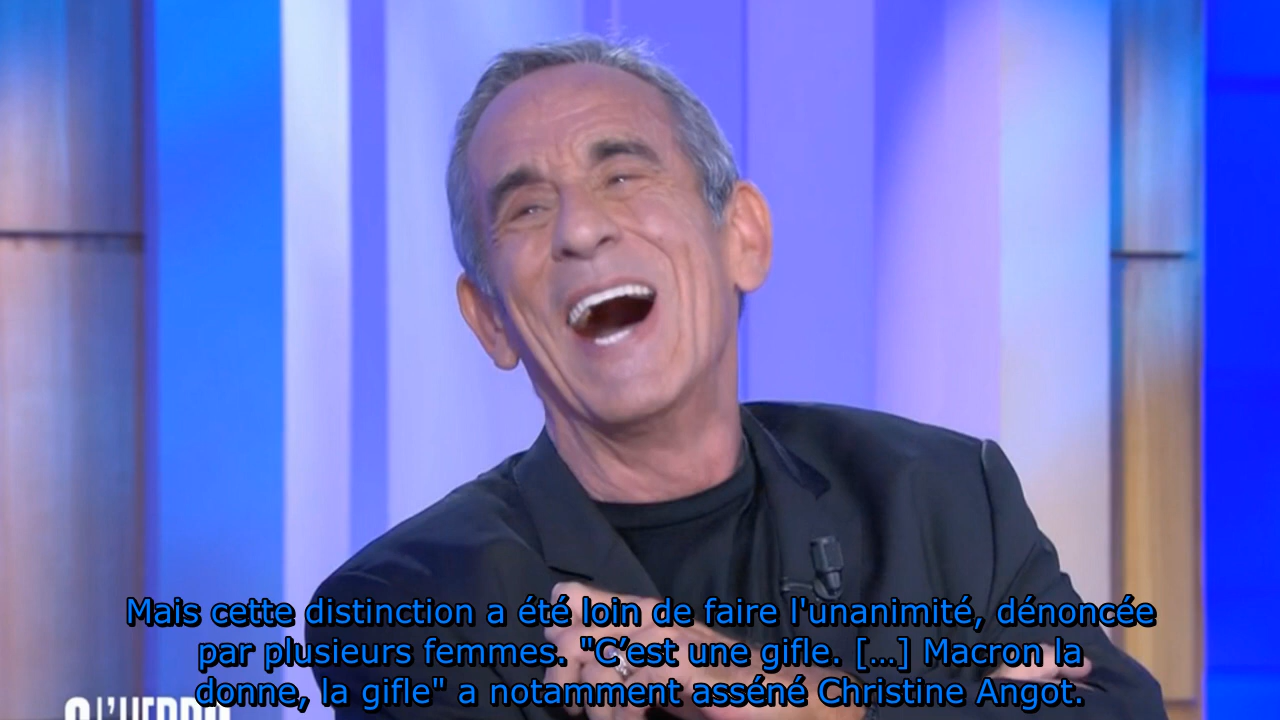 Mais cette distinction a été loin de faire l'unanimité, dénoncée
par plusieurs femmes. "C’est une gifle. [...] Macron la
donne, la gifle" a notamment asséné Christine Angot.
C L'HEBDO